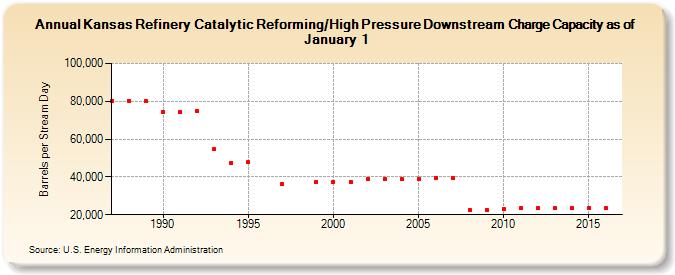 Annual Kansas Refinery Catalytic Reforming/High Pressure Downstream Charge Capacity as of
January 1
Barrels per Stream Day
100,000
80,000
60,000
40,000
20,000
1990 1995 2000 2005 2010 2015
Source: U.S. Energy Information Administration